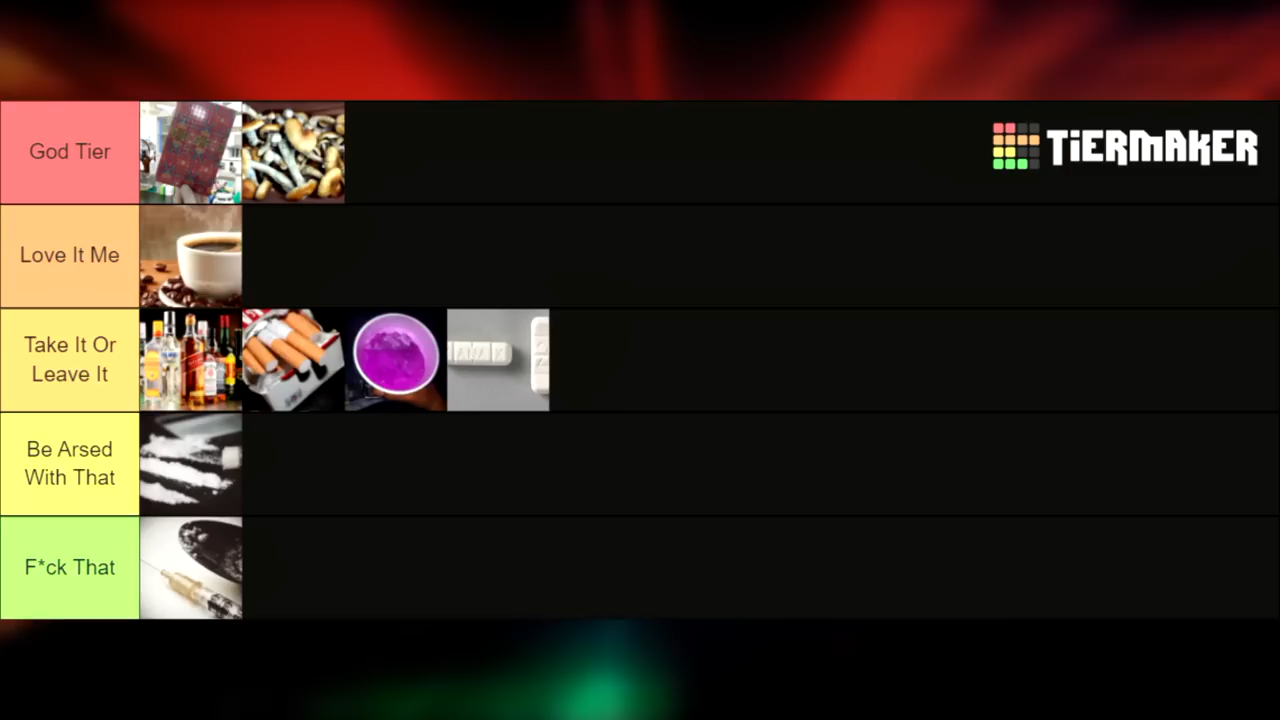 God Tier
TiERMAKER
Love It Me
Take It Or
Leave It
Be Arsed
With That
F*ck That